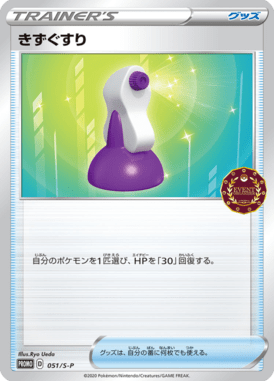 TRAINER'S グッズ
きずぐすり
EVENT
自分のポケモンを1匹選び、HPを「30」回復する。
Illus.Ryo Ueda
PROMO D 051/S-P
グッズは、自分の番に何枚でも使える。
©2020 Pokémon/Nintendo/Creatures/GAME FREAK.